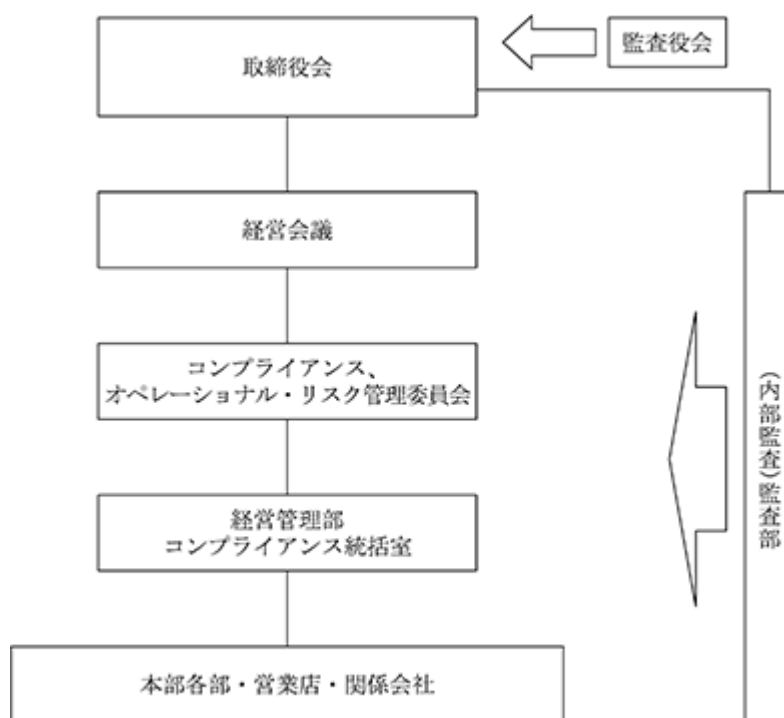 取締役会
監査役会
経営会議
コンプライアンス、
オペレーショナル・リスク管理委員会
経営管理部
コンプライアンス統括室
本部各部・営業店・関係会社
(内部監査)監査部